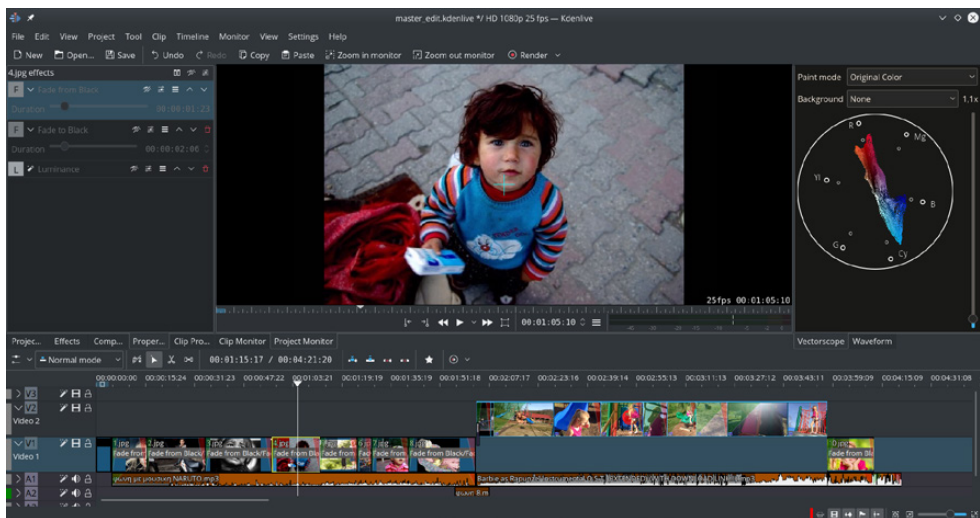 master_edit.kdenlive */ HD 1080p 25 fps — Kdenlive
File Edit View Project Tool Clip Timeline Monitor View Settings Help
New Open... Save Undo Redo Copy Paste Zoom in monitor Zoom out monitor Render
4.jpg effects
F Fade from Black
Duration 00:00:01:23
F Fade to Black
Duration 00:00:02:00
L Luminance
25fps 00:01:05:10
00:01:05:10
Paint mode Original Color
Background None 1,1x
R Mg
Yl B
G Cy
Projec... Effects Comp... Proper... Clip Pro... Clip Monitor Project Monitor Vectorscope Waveform
Normal mode 00:01:15:17 / 00:04:21:20
00:00:00:00 00:00:15:24 00:00:31:23 00:00:47:22 00:01:03:21 00:01:19:19 00:01:35:19 00:01:51:18 00:02:07:17 00:02:23:16 00:02:39:14 00:02:55:13 00:03:11:13 00:03:27:12 00:03:43:11 00:03:59:09 00:04:15:09 00:04:31:08
V3
V2
Video 2
V1
Video 1
Fade from Black
A1
NARUTO.mp3
A2